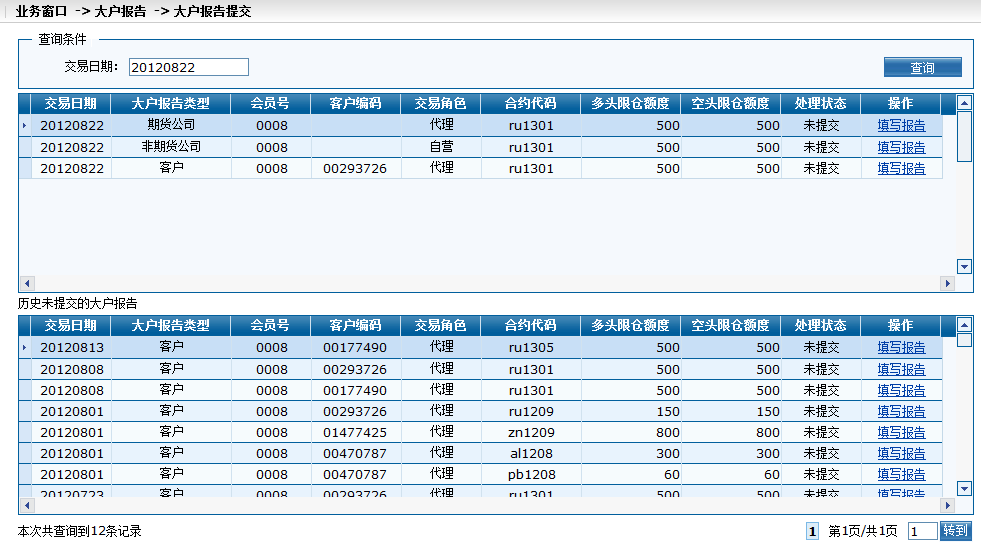 业务窗口 -> 大户报告 -> 大户报告提交
查询条件
交易日期: 20120822 查询
交易日期 大户报告类型 会员号 客户编码 交易角色 合约代码 多头限仓额度 空头限仓额度 处理状态 操作
20120822 期货公司 0008 代理 ru1301 500 500 未提交 填写报告
20120822 非期货公司 0008 自营 ru1301 500 500 未提交 填写报告
20120822 客户 0008 00293726 代理 ru1301 500 500 未提交 填写报告
历史未提交的大户报告
交易日期 大户报告类型 会员号 客户编码 交易角色 合约代码 多头限仓额度 空头限仓额度 处理状态 操作
20120813 客户 0008 00177490 代理 ru1305 500 500 未提交 填写报告
20120808 客户 0008 00293726 代理 ru1301 500 500 未提交 填写报告
20120808 客户 0008 00177490 代理 ru1301 500 500 未提交 填写报告
20120801 客户 0008 00293726 代理 ru1209 150 150 未提交 填写报告
20120801 客户 0008 01477425 代理 zn1209 800 800 未提交 填写报告
20120801 客户 0008 00470787 代理 al1208 300 300 未提交 填写报告
20120801 客户 0008 00470787 代理 pb1208 60 60 未提交 填写报告
20120723 客户 0008 00293726 代理 ru1301 500 500 未提交 填写报告
本次共查询到12条记录 1 第1页/共1页 1 转到